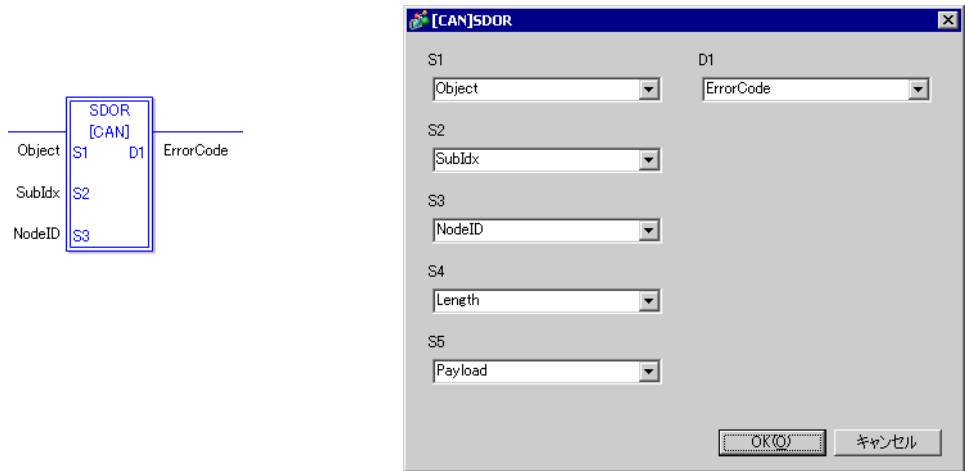 SDOR
[CAN]
Object S1 D1 ErrorCode
SubIdx S2
NodeID S3
[CAN]SDOR
S1 D1
Object ErrorCode
S2
SubIdx
S3
NodeID
S4
Length
S5
Payload
OK(O) キャンセル